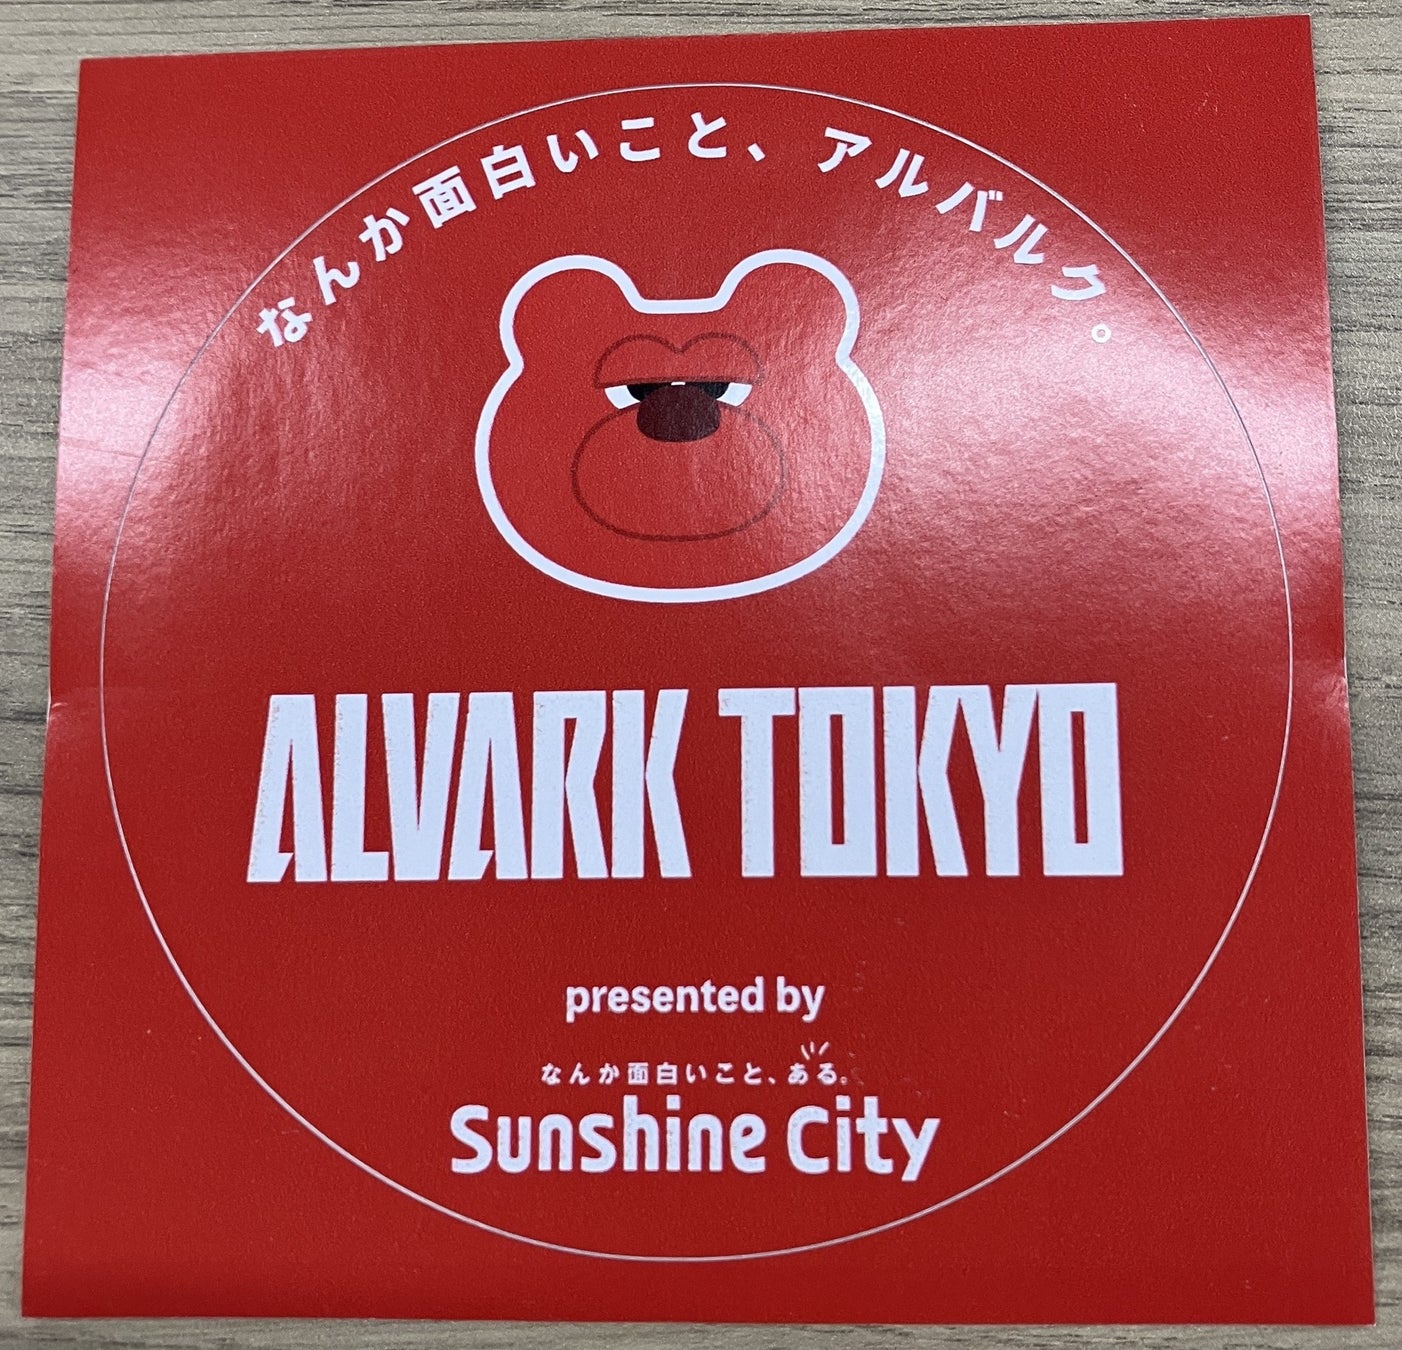 なんか面白いこと、アルバルク。
ALVARK TOKYO
presented by
なんか面白いこと、ある。
Sunshine City